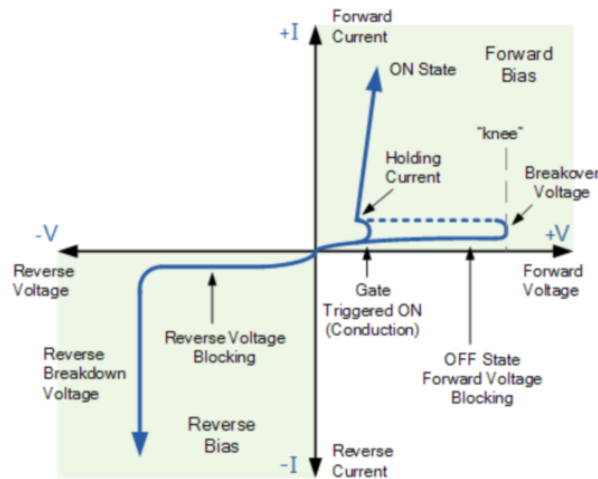 +I
Forward
Current
ON State
Forward
Bias
"knee"
Holding
Current
Breakover
Voltage
-V
+V
Reverse
Voltage
Forward
Voltage
Gate
Triggered ON
(Conduction)
Reverse Voltage
Blocking
Reverse
Breakdown
Voltage
OFF State
Forward Voltage
Blocking
Reverse
Bias
-I
Reverse
Current